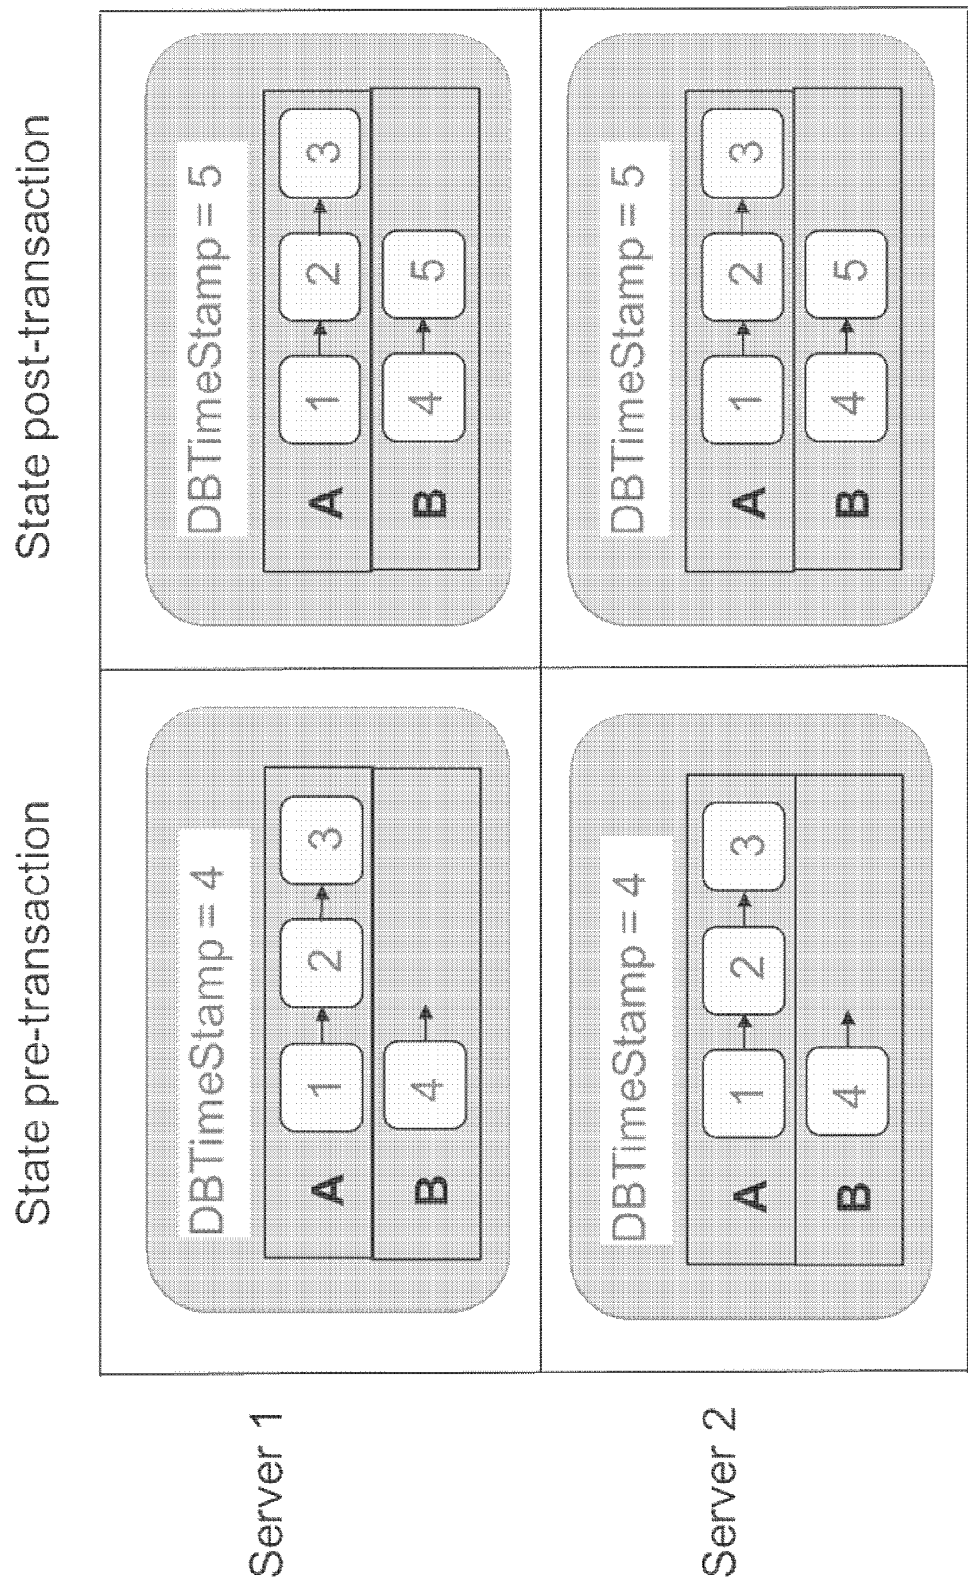 State pre-transaction
State post-transaction
Server 1
DBTimeStamp = 4
A 1 2 3
B 4
DBTimeStamp = 5
A 1 2 3
B 4 5
Server 2
DBTimeStamp = 4
A 1 2 3
B 4
DBTimeStamp = 5
A 1 2 3
B 4 5